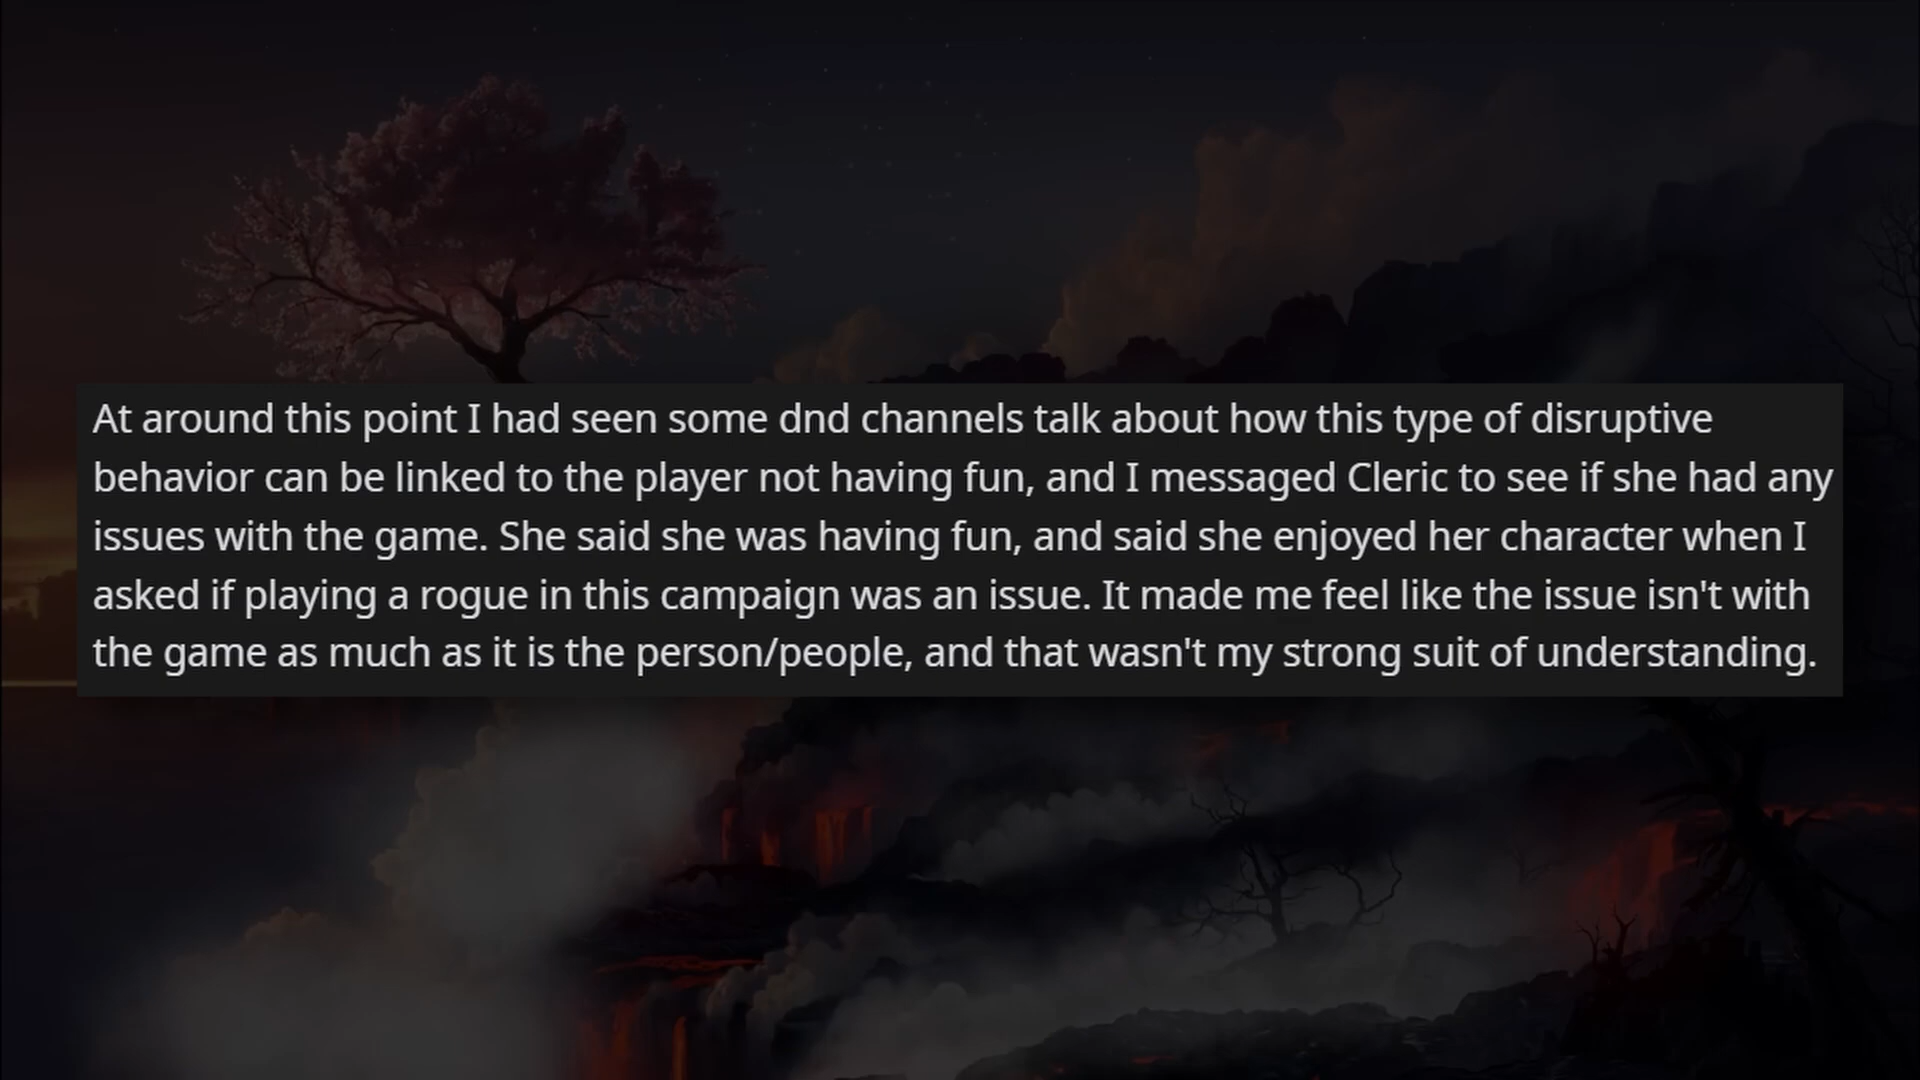 At around this point I had seen some dnd channels talk about how this type of disruptive
behavior can be linked to the player not having fun, and I messaged Cleric to see if she had any
issues with the game. She said she was having fun, and said she enjoyed her character when I
asked if playing a rogue in this campaign was an issue. It made me feel like the issue isn't with
the game as much as it is the person/people, and that wasn't my strong suit of understanding.